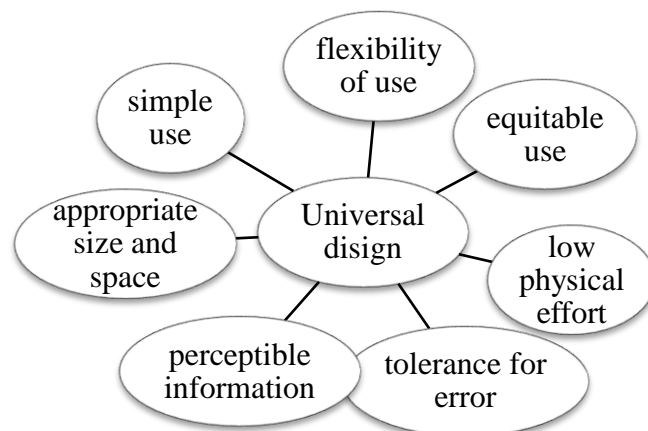 flexibility
of use
simple
use
equitable
use
appropriate
size and
space
Universal
disign
low
physical
effort
perceptible
information
tolerance for
error